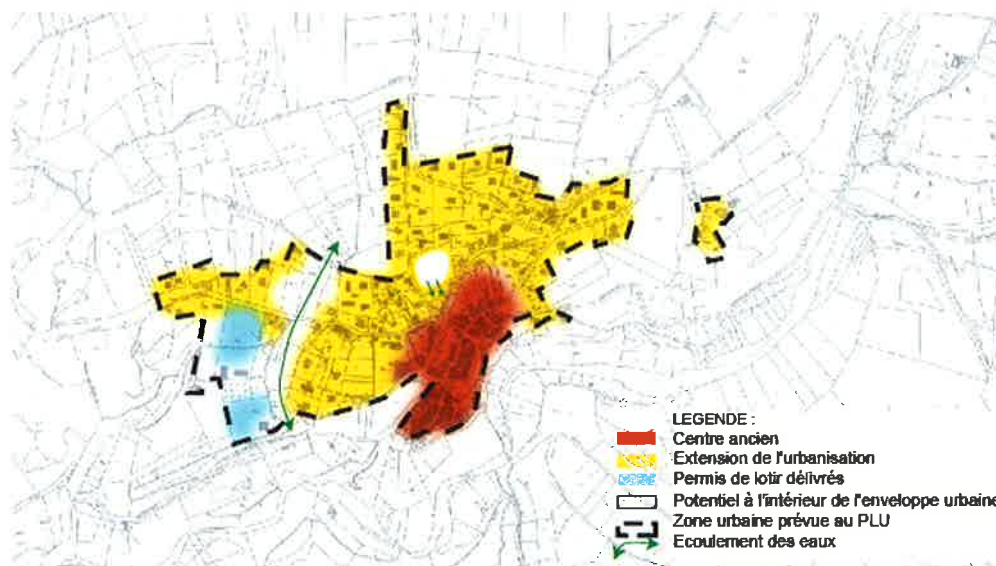 LEGENDE :
Centre ancien
Extension de l'urbanisation
Permis de lotir délivrés
Potentiel à l'intérieur de l'enveloppe urbaine
Zone urbaine prévue au PLU
Ecoulement des eaux